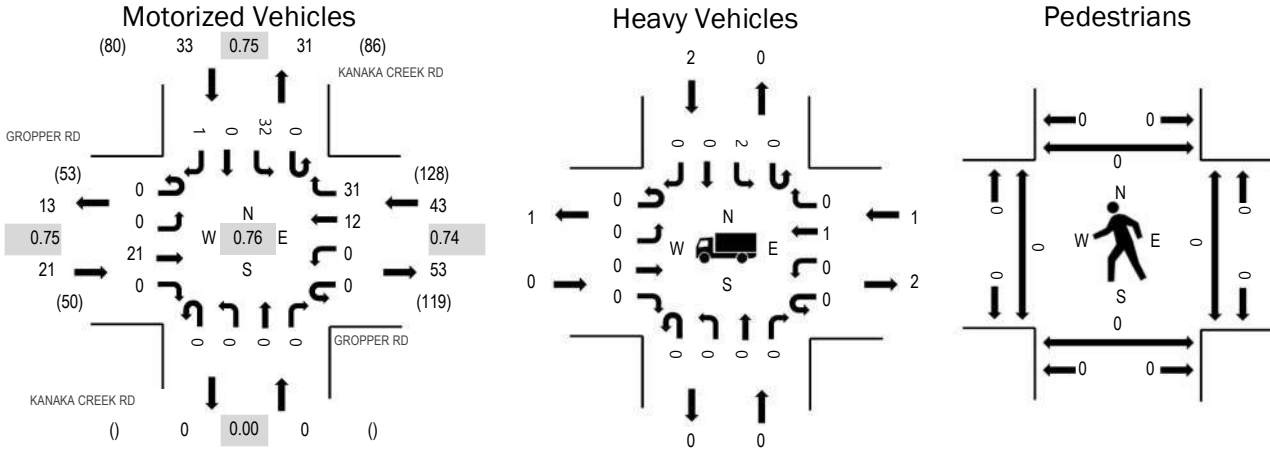 Motorized Vehicles
(80) 33 0.75 31 (86)
KANAKA CREEK RD
GROPPER RD
1 0 32 0
(53) 0 31 (128)
13 0 12 43
0.75 N 0.74
W 0.76 E
S
21 21 0 53
(50) 0 0 (119)
0 0 0 0
GROPPER RD
KANAKA CREEK RD
() 0 0.00 0 ()
Heavy Vehicles
2 0
0 0 2 0
0 0
1 0 1 1
N
W E
S
0 0 0 2
0 0
0 0 0 0
0 0
Pedestrians
0 0
0
N
0 0
W E
0 0
S
0 0
0
0 0